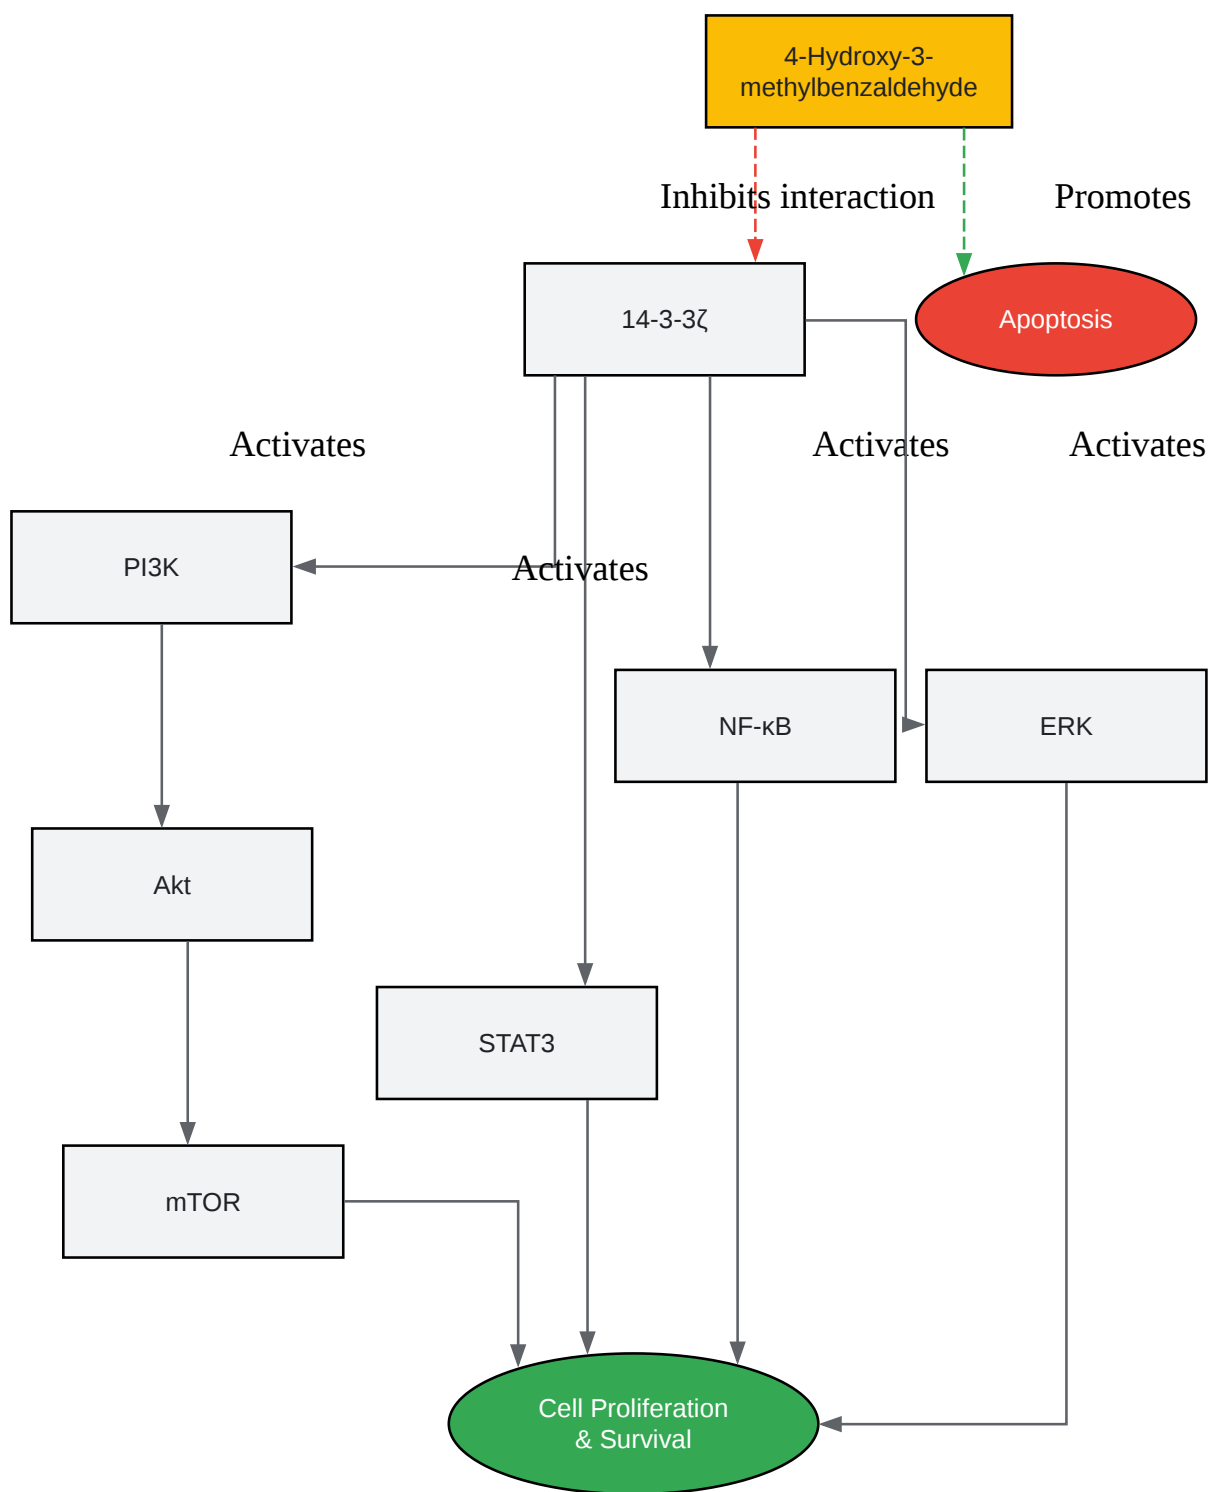 4-Hydroxy-3-
methylbenzaldehyde
Inhibits interaction
Promotes
14-3-3ζ
Apoptosis
Activates
Activates
Activates
PI3K
Activates
NF-κB
ERK
Akt
STAT3
mTOR
Cell Proliferation
& Survival